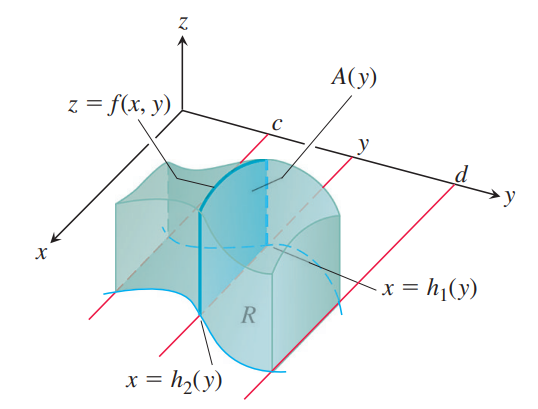 z
A(y)
z = f(x, y)
c
y
d
y
x
x = h₁(y)
R
x = h₂(y)